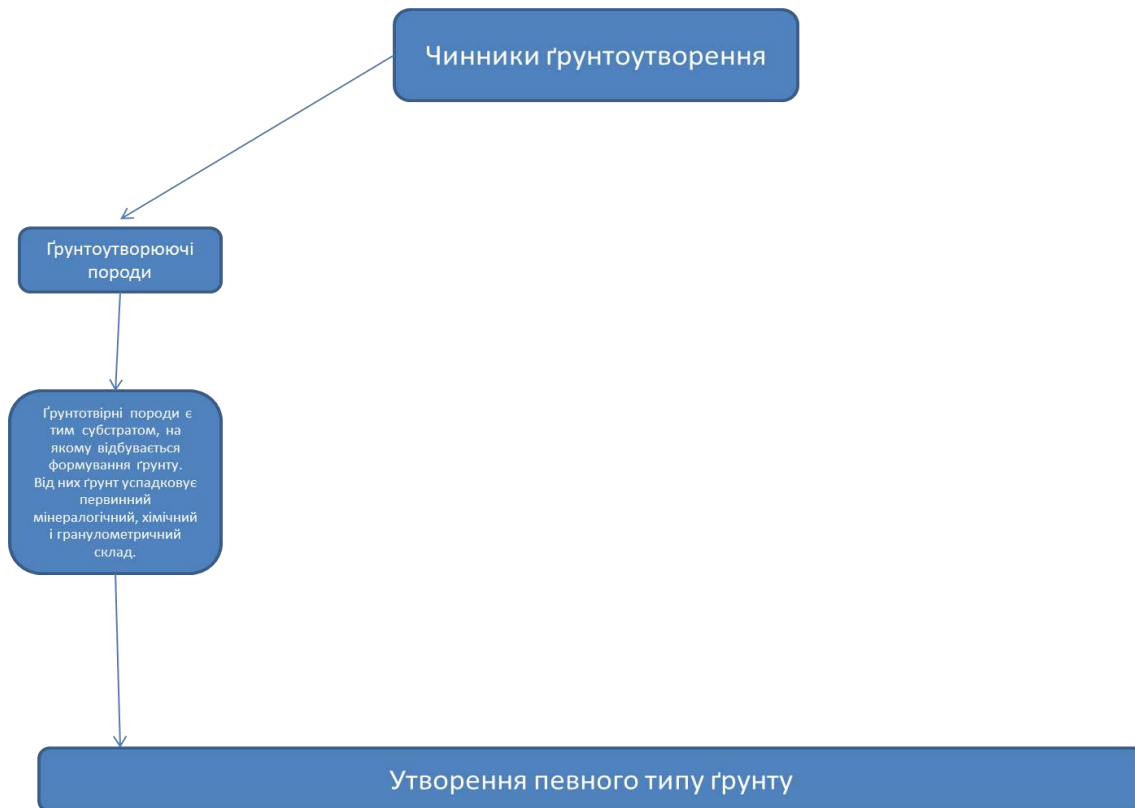 Чинники ґрунтоутворення
Ґрунтоутворюючі
породи
Ґрунтотвірні породи є
тим субстратом, на
якому відбувається
формування ґрунту.
Від них ґрунт успадковує
первинний
мінералогічний, хімічний
і гранулометричний
склад.
Утворення певного типу ґрунту